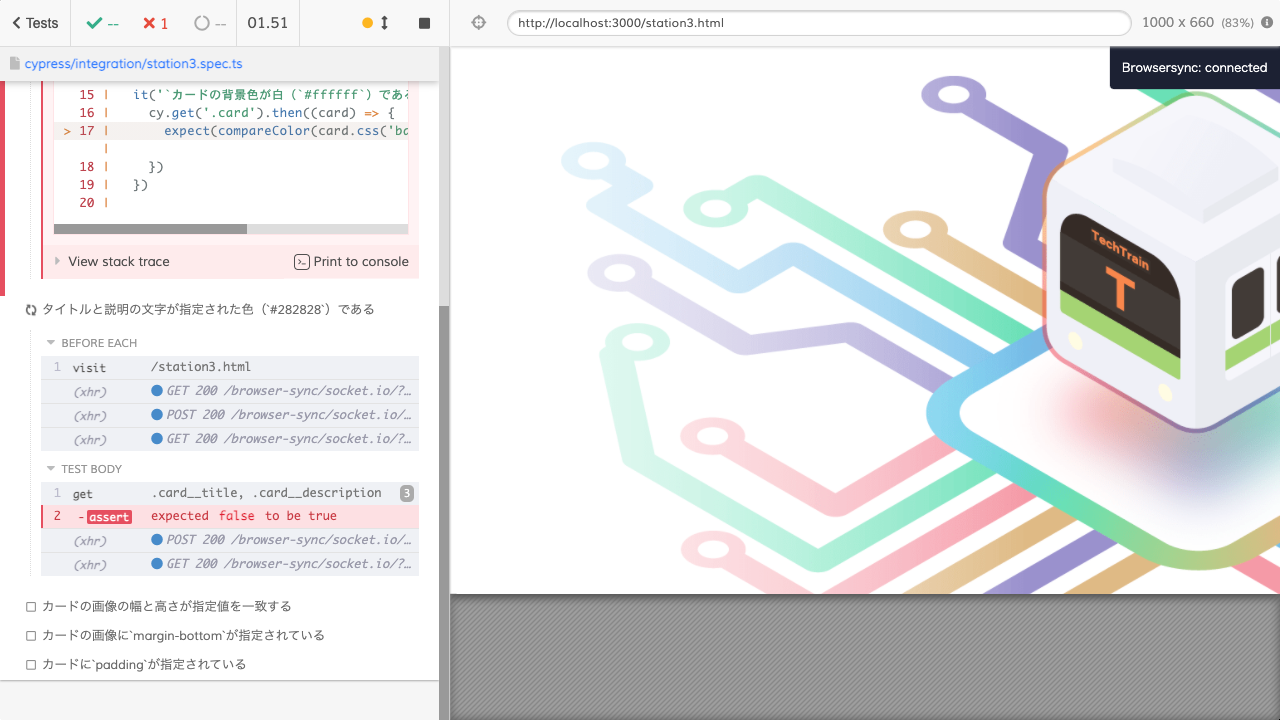 Tests
--
1
--
01.51
http://localhost:3000/station3.html
1000 x 660 (83%)
cypress/integration/station3.spec.ts
Browsersync: connected
15 | it('`カードの背景色が白（`#ffffff`）であ
16 | cy.get('.card').then((card) => {
> 17 | expect(compareColor(card.css('ba
|
18 | })
19 | })
20 |
View stack trace
Print to console
タイトルと説明の文字が指定された色（`#282828`）である
BEFORE EACH
1 visit /station3.html
(xhr) GET 200 /browser-sync/socket.io/?…
(xhr) POST 200 /browser-sync/socket.io/…
(xhr) GET 200 /browser-sync/socket.io/?…
TEST BODY
1 get .card__title, .card__description 3
2 -assert expected false to be true
(xhr) POST 200 /browser-sync/socket.io/…
(xhr) GET 200 /browser-sync/socket.io/?…
カードの画像の幅と高さが指定値を一致する
カードの画像に`margin-bottom`が指定されている
カードに`padding`が指定されている
TechTrain
T